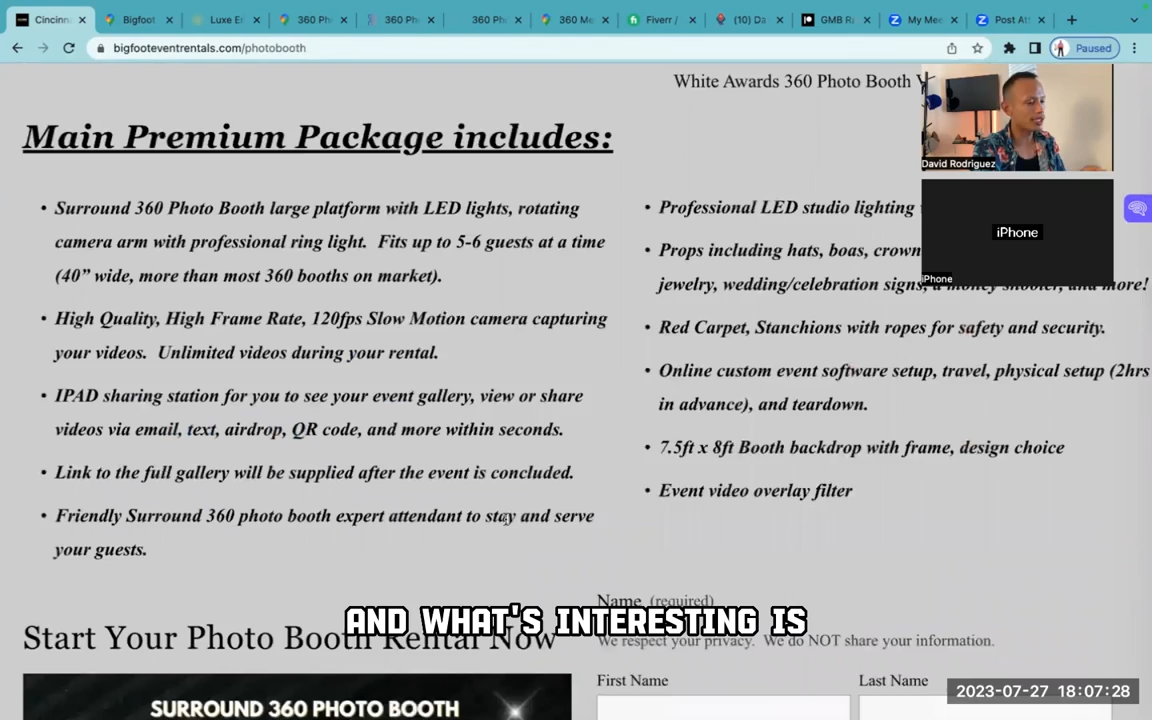 Cincinn
Bigfoot
Luxe E
360 Ph
360 Ph
360 Ph
360 Me
Fiverr /
(10) Da
GMB Ra
My Mee
Post At
bigfooteventrentals.com/photobooth
Paused
White Awards 360 Photo Booth
David Rodriguez
iPhone
iPhone
Main Premium Package includes:
• Surround 360 Photo Booth large platform with LED lights, rotating
camera arm with professional ring light. Fits up to 5-6 guests at a time
(40” wide, more than most 360 booths on market).
• High Quality, High Frame Rate, 120fps Slow Motion camera capturing
your videos. Unlimited videos during your rental.
• IPAD sharing station for you to see your event gallery, view or share
videos via email, text, airdrop, QR code, and more within seconds.
• Link to the full gallery will be supplied after the event is concluded.
• Friendly Surround 360 photo booth expert attendant to stay and serve
your guests.
• Professional LED studio lighting
• Props including hats, boas, crown
jewelry, wedding/celebration signs, a money shooter, and more!
• Red Carpet, Stanchions with ropes for safety and security.
• Online custom event software setup, travel, physical setup (2hrs
in advance), and teardown.
• 7.5ft x 8ft Booth backdrop with frame, design choice
• Event video overlay filter
AND WHAT'S INTERESTING IS
Start Your Photo Booth Rental Now
SURROUND 360 PHOTO BOOTH
Name (required)
We respect your privacy. We do NOT share your information.
First Name
Last Name
2023-07-27 18:07:28